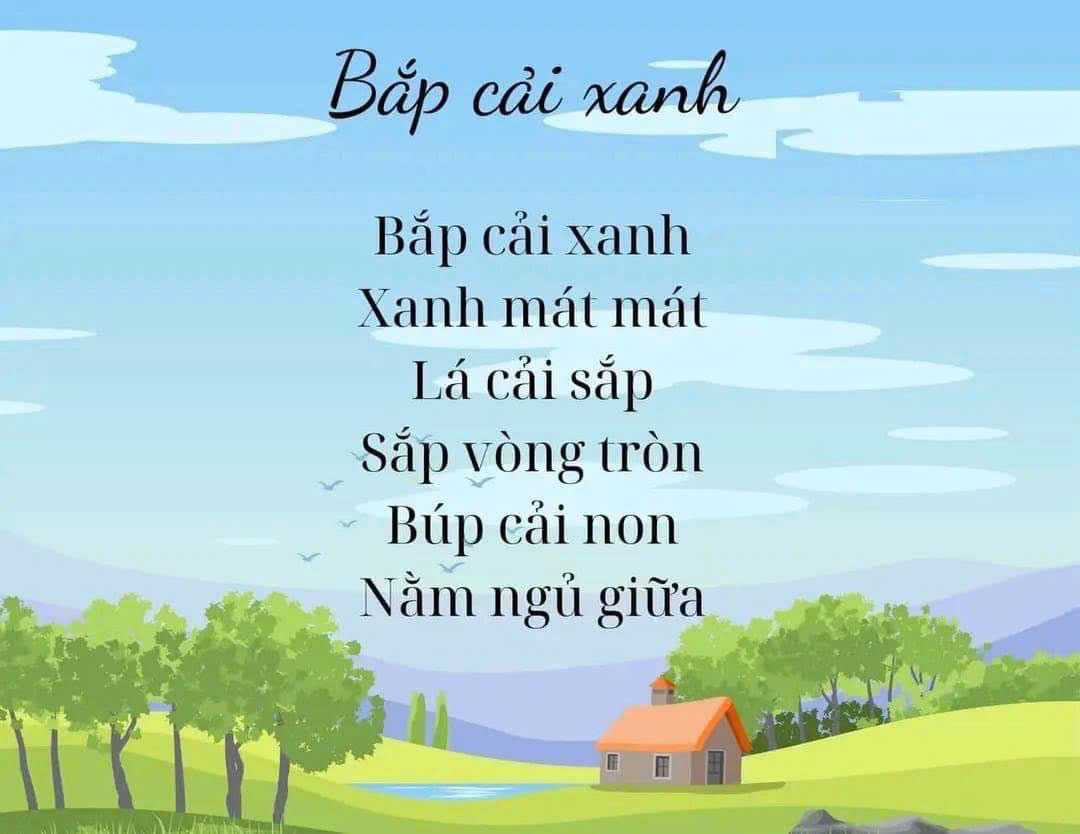 Bắp cải xanh
Bắp cải xanh
Xanh mát mát
Lá cải sắp
Sắp vòng tròn
Búp cải non
Nằm ngủ giữa